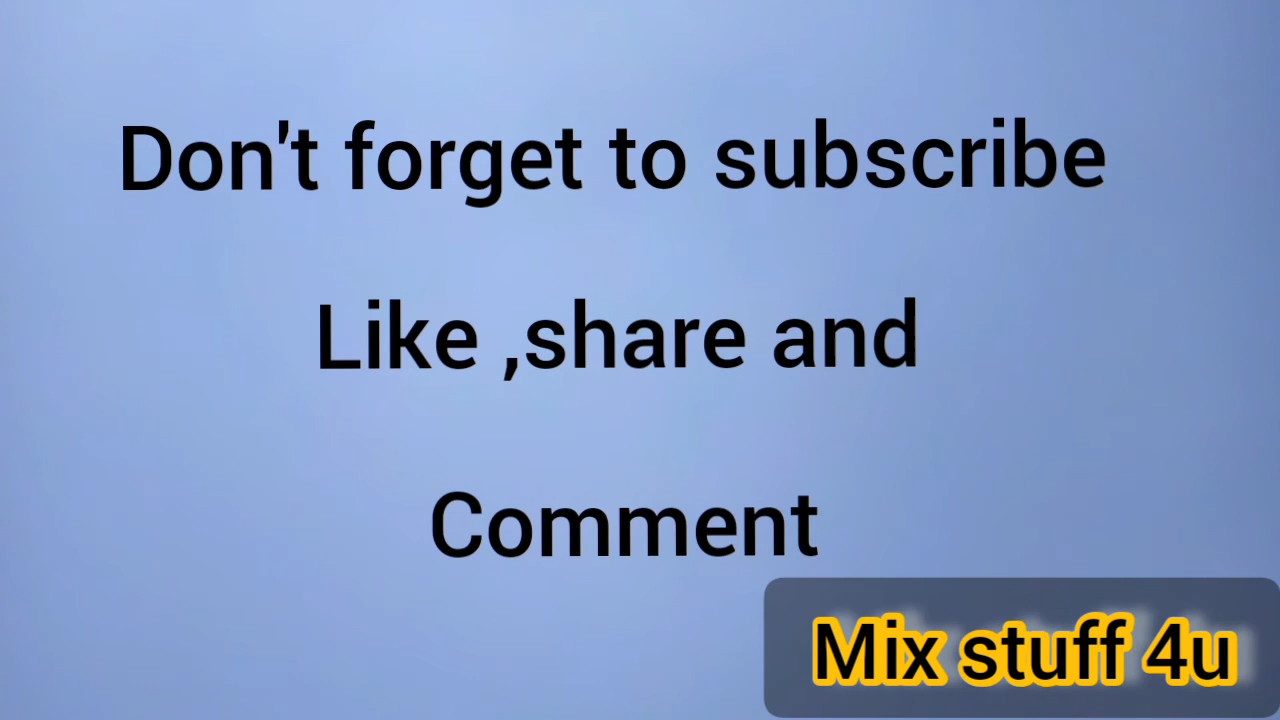 Don't forget to subscribe
Like ,share and
Comment
Mix stuff 4u